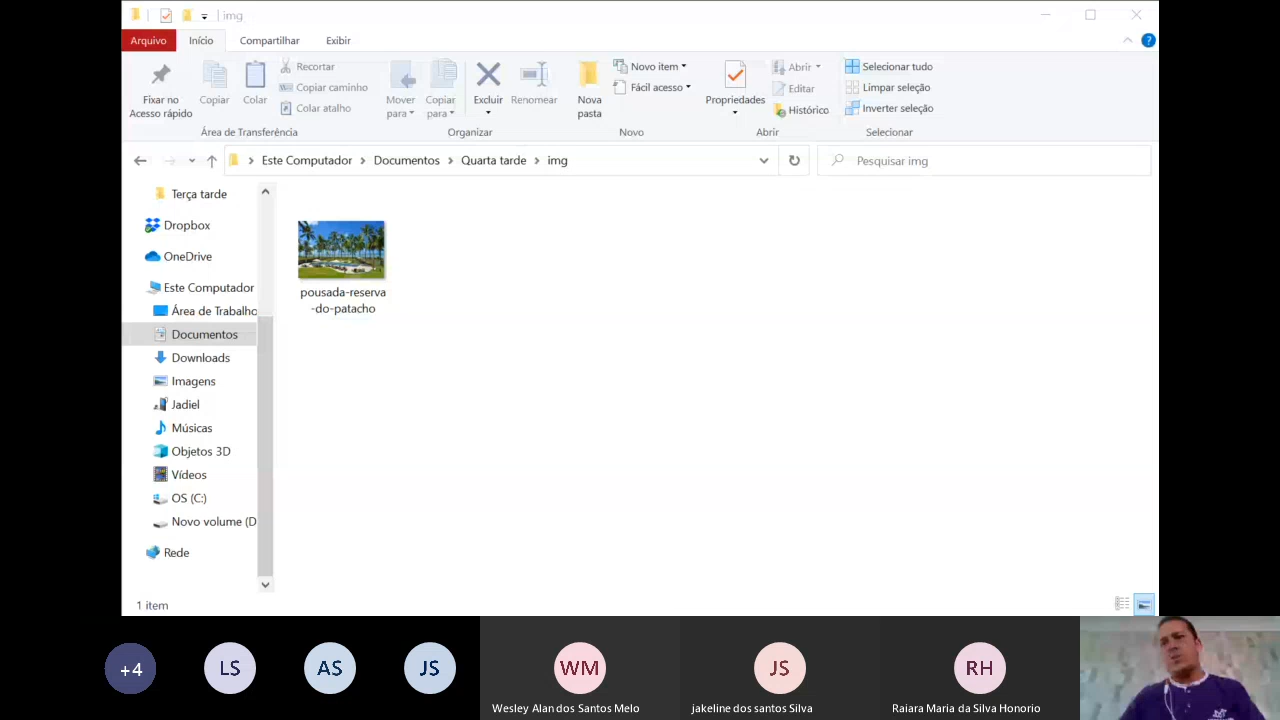 img
Arquivo Início Compartilhar Exibir
Fixar no
Acesso rápido
Copiar
Colar
Recortar
Copiar caminho
Colar atalho
Área de Transferência
Mover
para
Copiar
para
Excluir
Renomear
Organizar
Nova
pasta
Novo item
Fácil acesso
Novo
Propriedades
Abrir
Editar
Histórico
Abrir
Selecionar tudo
Limpar seleção
Inverter seleção
Selecionar
Este Computador Documentos Quarta tarde img
Pesquisar img
Terça tarde
Dropbox
OneDrive
Este Computador
Área de Trabalho
Documentos
Downloads
Imagens
Jadiel
Músicas
Objetos 3D
Vídeos
OS (C:)
Novo volume (D
Rede
pousada-reserva
-do-patacho
1 item
+4
LS
AS
JS
WM
Wesley Alan dos Santos Melo
JS
jakeline dos santos Silva
RH
Raiara Maria da Silva Honorio